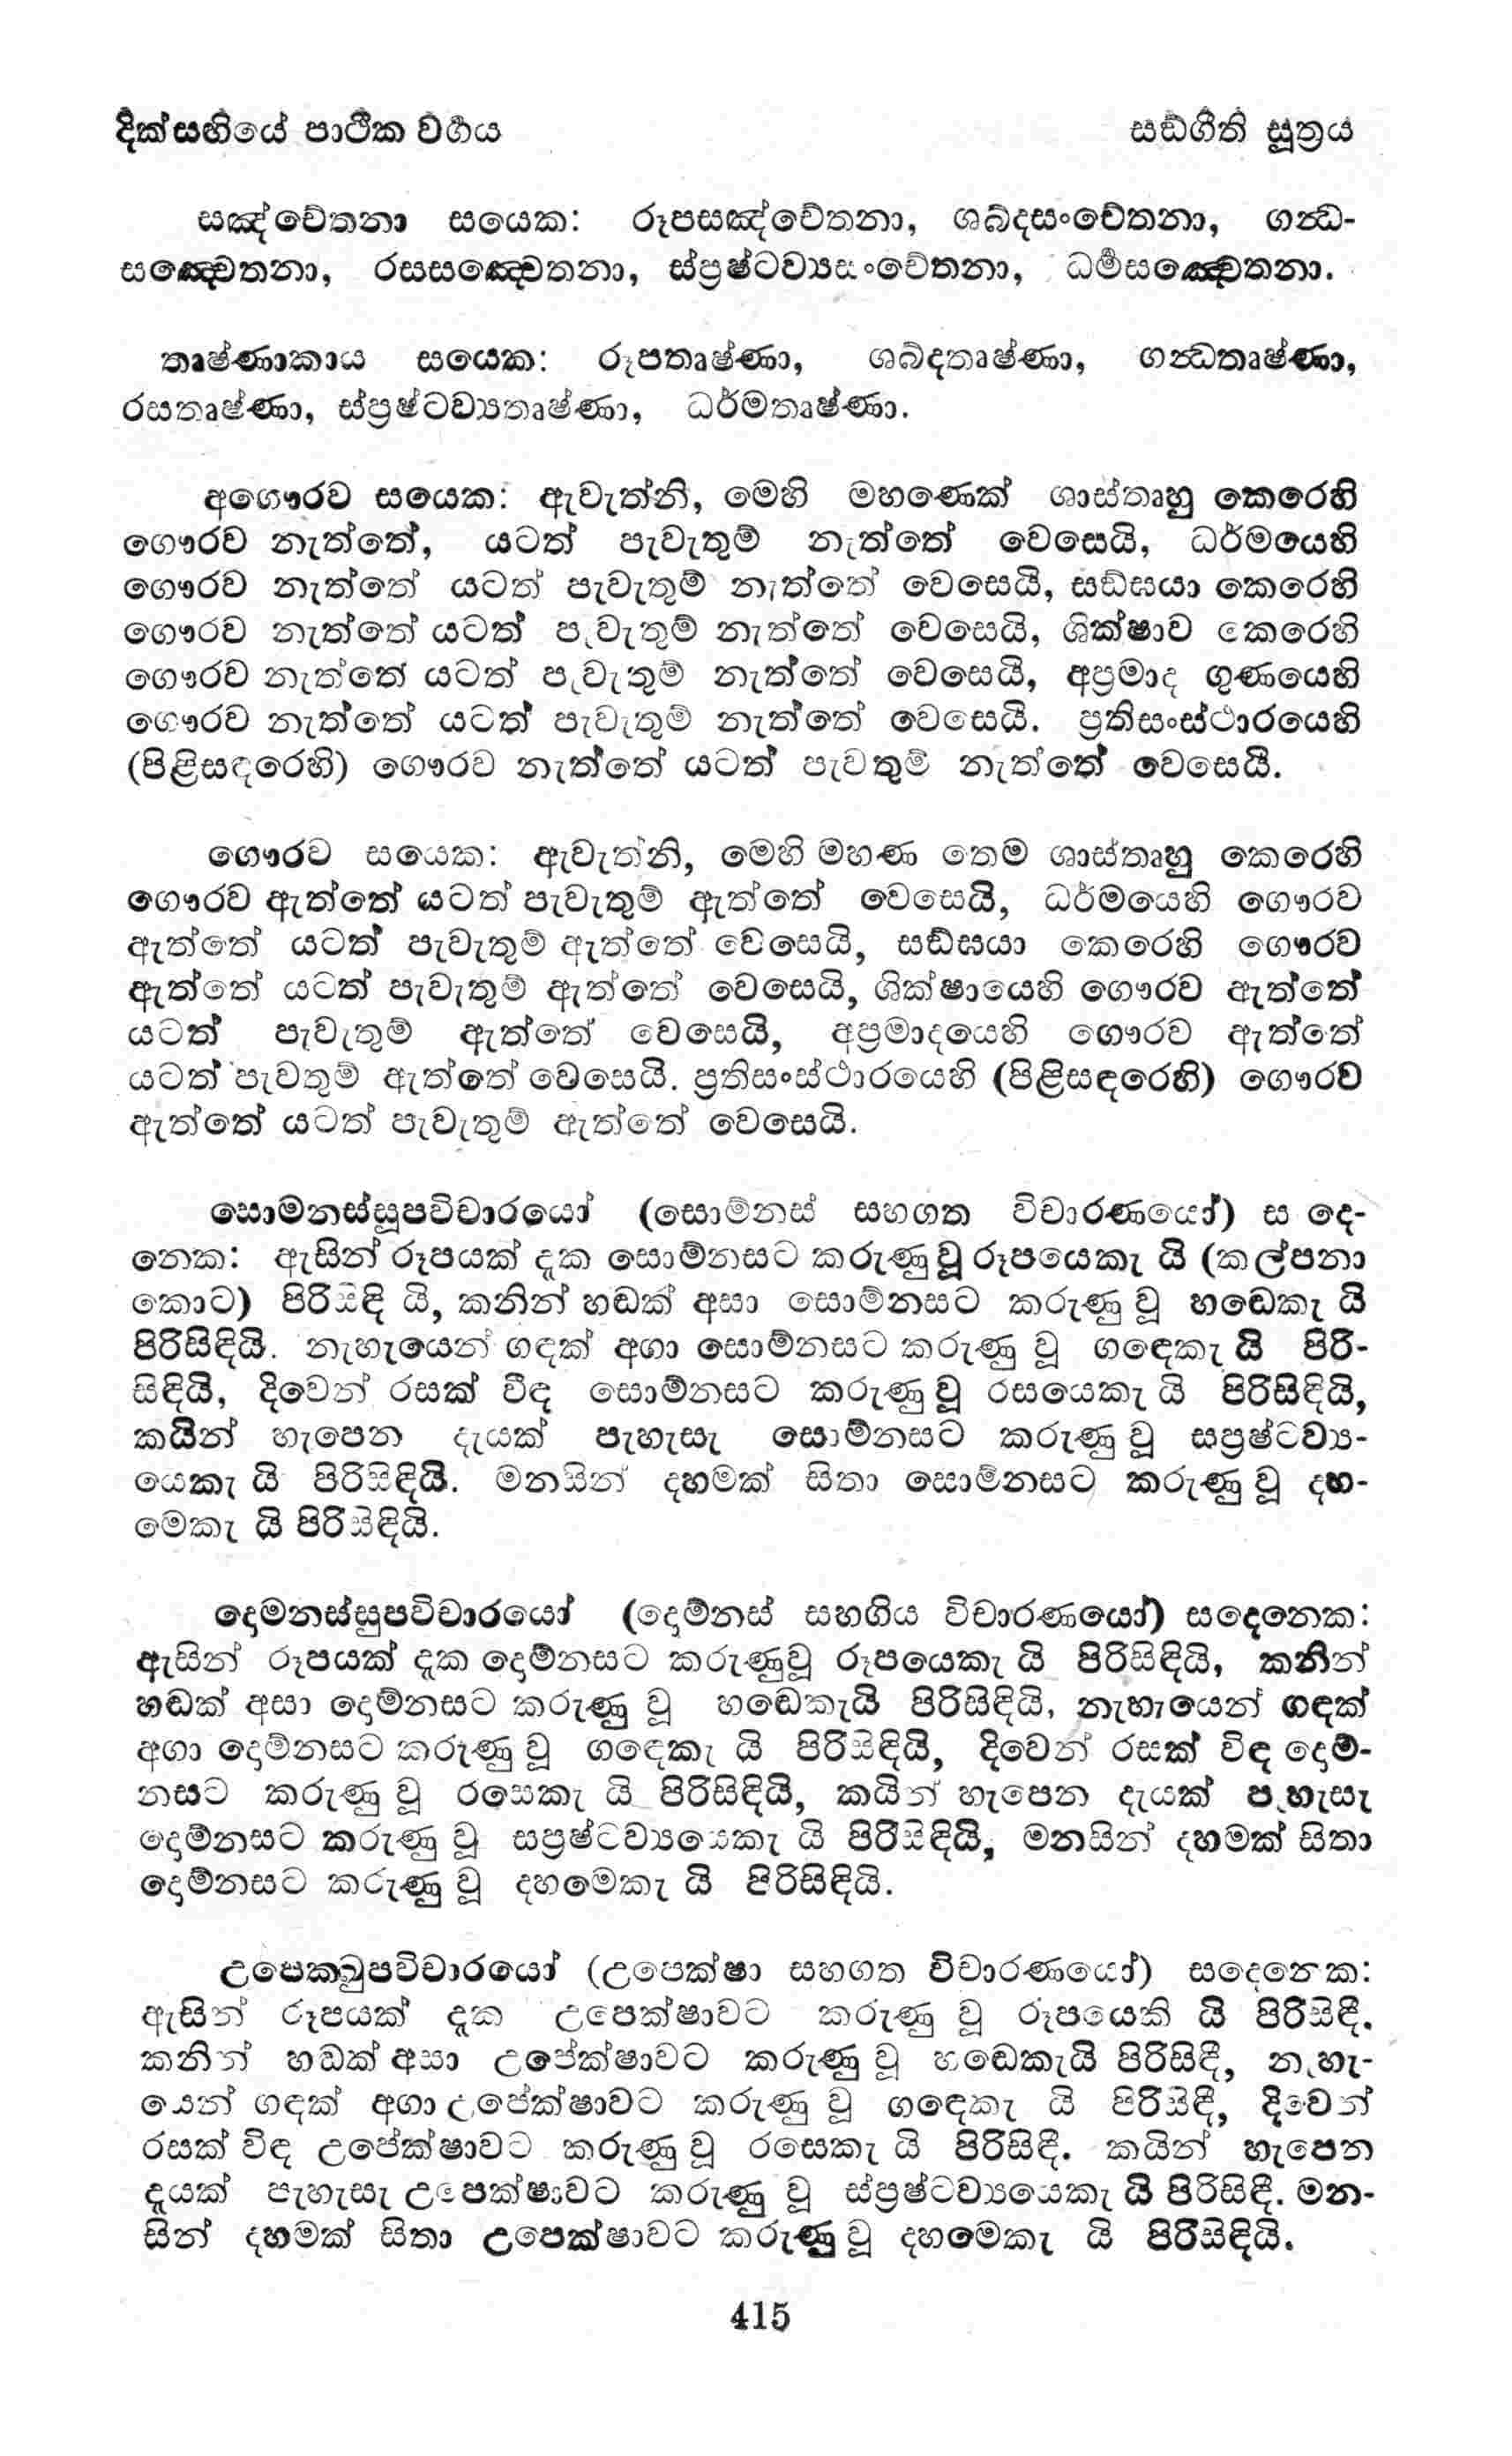 දික්සඟියේ පාර්‍ථික වර්‍ගය
සඞ්ගීති සූත්‍රය
සඤ්චේතනා සයෙක: රූපසඤ්චේතනා, ශබ්දසංචේතනා, ගන්‍ධ-
සඤ්චේතනා, රසසඤ්චේතනා, ස්ප්‍රෂ්ටව්‍යසංචේතනා, ධර්‍මසඤ්චේතනා.
තෘෂ්ණාකාය සයෙක: රූපතෘෂ්ණා, ශබ්දතෘෂ්ණා, ගන්‍ධතෘෂ්ණා,
රසතෘෂ්ණා, ස්ප්‍රෂ්ටව්‍යතෘෂ්ණා, ධර්මතෘෂ්ණා.
අගෞරව සයෙක: ඇවැත්නි, මෙහි මහණෙක් ශාස්තෘහු කෙරෙහි
ගෞරව නැත්තේ, යටත් පැවැතුම් නැත්තේ වෙසෙයි, ධර්මයෙහි
ගෞරව නැත්තේ යටත් පැවැතුම් නැත්තේ වෙසෙයි, සඞ්ඝයා කෙරෙහි
ගෞරව නැත්තේ යටත් පැවැතුම් නැත්තේ වෙසෙයි, ශික්ෂාව කෙරෙහි
ගෞරව නැත්තේ යටත් පැවැතුම් නැත්තේ වෙසෙයි, අප්‍රමාද ගුණයෙහි
ගෞරව නැත්තේ යටත් පැවැතුම් නැත්තේ වෙසෙයි. ප්‍රතිසංස්ථාරයෙහි
(පිළිසඳරෙහි) ගෞරව නැත්තේ යටත් පැවතුම් නැත්තේ වෙසෙයි.
ගෞරව සයෙක: ඇවැත්නි, මෙහි මහණ තෙම ශාස්තෘහු කෙරෙහි
ගෞරව ඇත්තේ යටත් පැවැතුම් ඇත්තේ වෙසෙයි, ධර්මයෙහි ගෞරව
ඇත්තේ යටත් පැවැතුම් ඇත්තේ වෙසෙයි, සඞ්ඝයා කෙරෙහි ගෞරව
ඇත්තේ යටත් පැවැතුම් ඇත්තේ වෙසෙයි, ශික්ෂායෙහි ගෞරව ඇත්තේ
යටත් පැවැතුම් ඇත්තේ වෙසෙයි, අප්‍රමාදයෙහි ගෞරව ඇත්තේ
යටත් පැවතුම් ඇත්තේ වෙසෙයි. ප්‍රතිසංස්ථාරයෙහි (පිළිසඳරෙහි) ගෞරව
ඇත්තේ යටත් පැවැතුම් ඇත්තේ වෙසෙයි.
සොමනස්සූපවිචාරයෝ (සොම්නස් සහගත විචාරණයෝ) ස දෙ-
නෙක: ඇසින් රූපයක් දැක සොම්නසට කරුණු වූ රූපයෙකැ යි (කල්පනා
කොට) පිරිසිඳි යි, කනින් හඬක් අසා සොම්නසට කරුණු වූ හඬෙකැ යි
පිරිසිඳියි. නැහැයෙන් ගඳක් අගා සොම්නසට කරුණු වූ ගඳෙකැ යි පිරි-
සිඳියි, දිවෙන් රසක් විඳ සොම්නසට කරුණු වූ රසයෙකැ යි පිරිසිඳියි,
කයින් හැපෙන දැයක් පැහැසැ සොම්නසට කරුණු වූ ස්ප්‍රෂ්ටව්‍ය-
යෙකැ යි පිරිසිඳියි. මනසින් දහමක් සිතා සොම්නසට කරුණු වූ දහ-
මෙකැ යි පිරිසිඳියි.
දොමනස්සුපවිචාරයෝ (දොම්නස් සහගිය විචාරණයෝ) සදෙනෙක:
ඇසින් රූපයක් දැක දොම්නසට කරුණුවූ රූපයෙකැ යි පිරිසිඳියි, කනින්
හඬක් අසා දොම්නසට කරුණු වූ හඬෙකැයි පිරිසිඳියි, නැහැයෙන් ගඳක්
අගා දොම්නසට කරුණු වූ ගඳෙකැ යි පිරිසිඳියි, දිවෙන් රසක් විඳ දොම්-
නසට කරුණු වූ රසෙකැ යි පිරිසිඳියි, කයින් හැපෙන දැයක් පැහැසැ
දොම්නසට කරුණු වූ සප්‍රෂ්ටව්‍යයෙකැ යි පිරිසිඳියි, මනසින් දහමක් සිතා
දොම්නසට කරුණු වූ දහමෙකැ යි පිරිසිඳියි.
උපෙක්‍ඛුපවිචාරයෝ (උපෙක්ෂා සහගත විචාරණයෝ) සදෙනෙක:
ඇසින් රූපයක් දැක උපෙක්ෂාවට කරුණු වූ රූපයෙකි යි පිරිසිඳී.
කනින් හඬක් අසා උපේක්ෂාවට කරුණු වූ හඬෙකැයි පිරිසිඳී, නැහැ-
යෙන් ගඳක් අගා උපේක්ෂාවට කරුණු වූ ගඳෙකැ යි පිරිසිඳී, දිවෙන්
රසක් විඳ උපේක්ෂාවට කරුණු වූ රසෙකැ යි පිරිසිඳී. කයින් හැපෙන
දැයක් පැහැසැ උපෙක්ෂාවට කරුණු වූ ස්ප්‍රෂ්ටව්‍යයෙකැ යි පිරිසිඳී. මන-
සින් දහමක් සිතා උපෙක්ෂාවට කරුණු වූ දහමෙකැ යි පිරිසිඳියි.
415